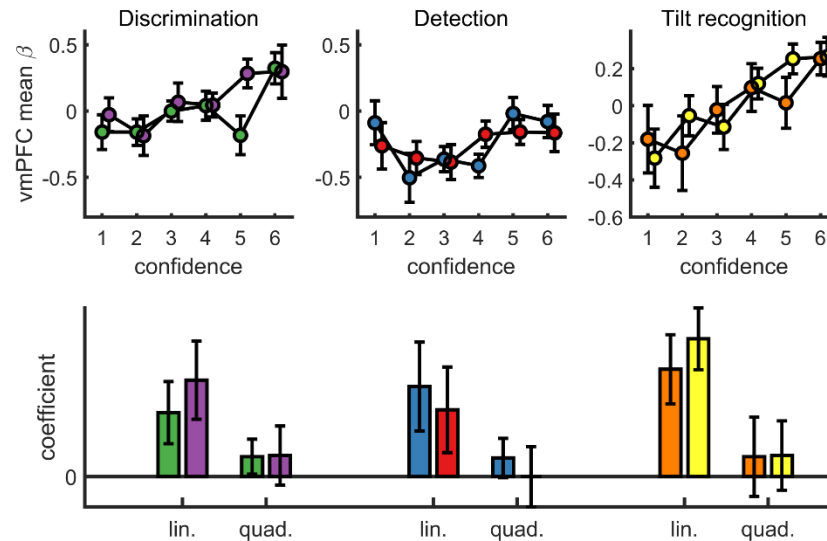 Discrimination
Detection
Tilt recognition
vmPFC mean β
0.5
0
-0.5
1 2 3 4 5 6
confidence
0.5
0
-0.5
1 2 3 4 5 6
confidence
0.2
0
-0.2
-0.4
-0.6
1 2 3 4 5 6
confidence
coefficient
0
lin. quad.
lin. quad.
lin. quad.